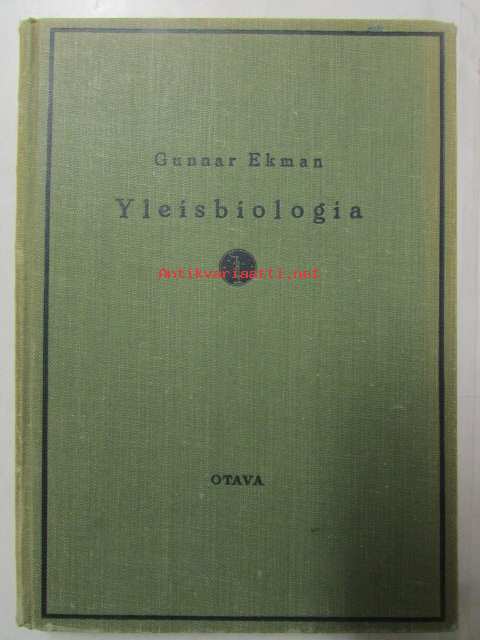 Gunnar Ekman
Yleisbiologia
Antikvariaatti.net
OTAVA